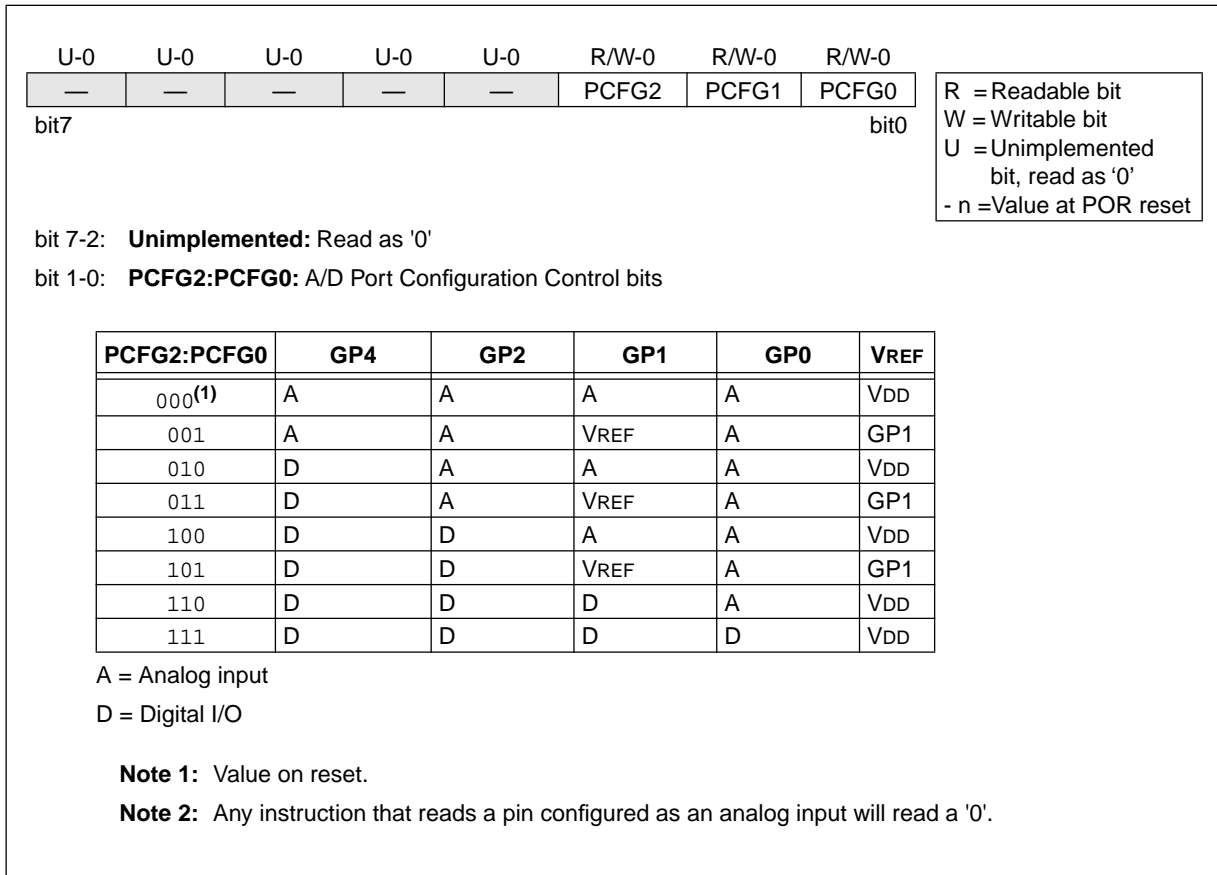 U-0 U-0 U-0 U-0 U-0 R/W-0 R/W-0 R/W-0
— — — — — PCFG2 PCFG1 PCFG0
bit7 bit0
R = Readable bit
W = Writable bit
U = Unimplemented
bit, read as ‘0’
- n = Value at POR reset
bit 7-2: Unimplemented: Read as '0'
bit 1-0: PCFG2:PCFG0: A/D Port Configuration Control bits
PCFG2:PCFG0 GP4 GP2 GP1 GP0 VREF
000(1) A A A A VDD
001 A A VREF A GP1
010 D A A A VDD
011 D A VREF A GP1
100 D D A A VDD
101 D D VREF A GP1
110 D D D A VDD
111 D D D D VDD
A = Analog input
D = Digital I/O
Note 1: Value on reset.
Note 2: Any instruction that reads a pin configured as an analog input will read a '0'.